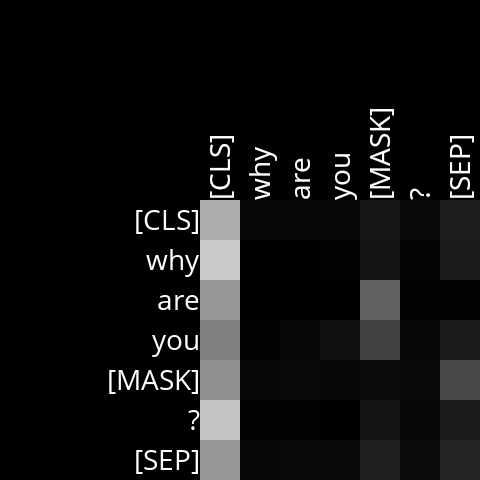 [CLS] why are you [MASK] ? [SEP]
[CLS]
why
are
you
[MASK]
?
[SEP]